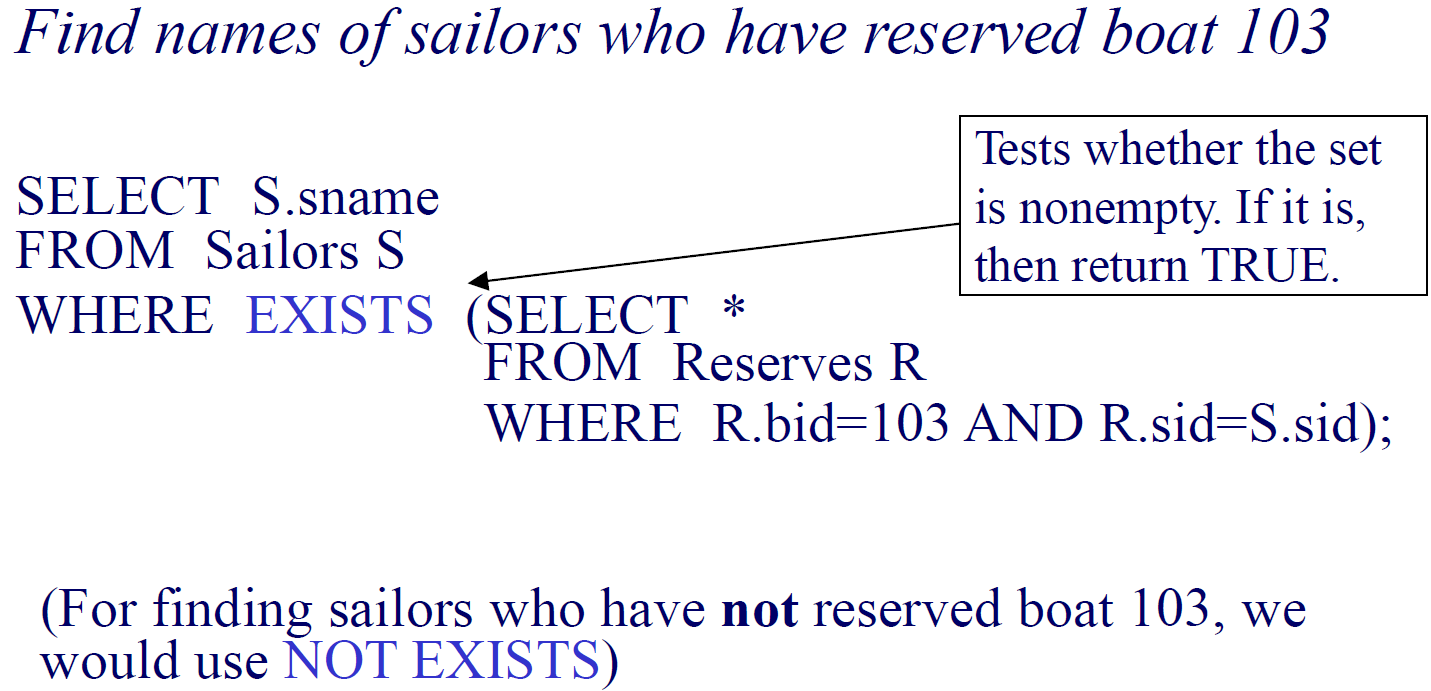 Find names of sailors who have reserved boat 103
Tests whether the set
is nonempty. If it is,
then return TRUE.
SELECT S.sname
FROM Sailors S
WHERE EXISTS (SELECT *
FROM Reserves R
WHERE R.bid=103 AND R.sid=S.sid);
(For finding sailors who have not reserved boat 103, we
would use NOT EXISTS)